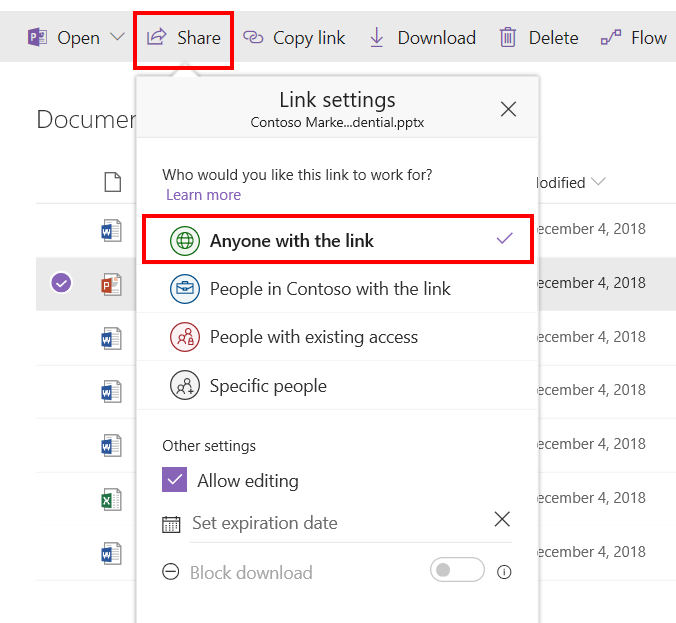 Open Share Copy link Download Delete Flow
Link settings
Contoso Marke...dential.pptx
Documen
Who would you like this link to work for?
Learn more
Modified
Anyone with the link
ecember 4, 2018
People in Contoso with the link
ecember 4, 2018
People with existing access
ecember 4, 2018
Specific people
ecember 4, 2018
Other settings
ecember 4, 2018
Allow editing
ecember 4, 2018
Set expiration date
Block download
ecember 4, 2018